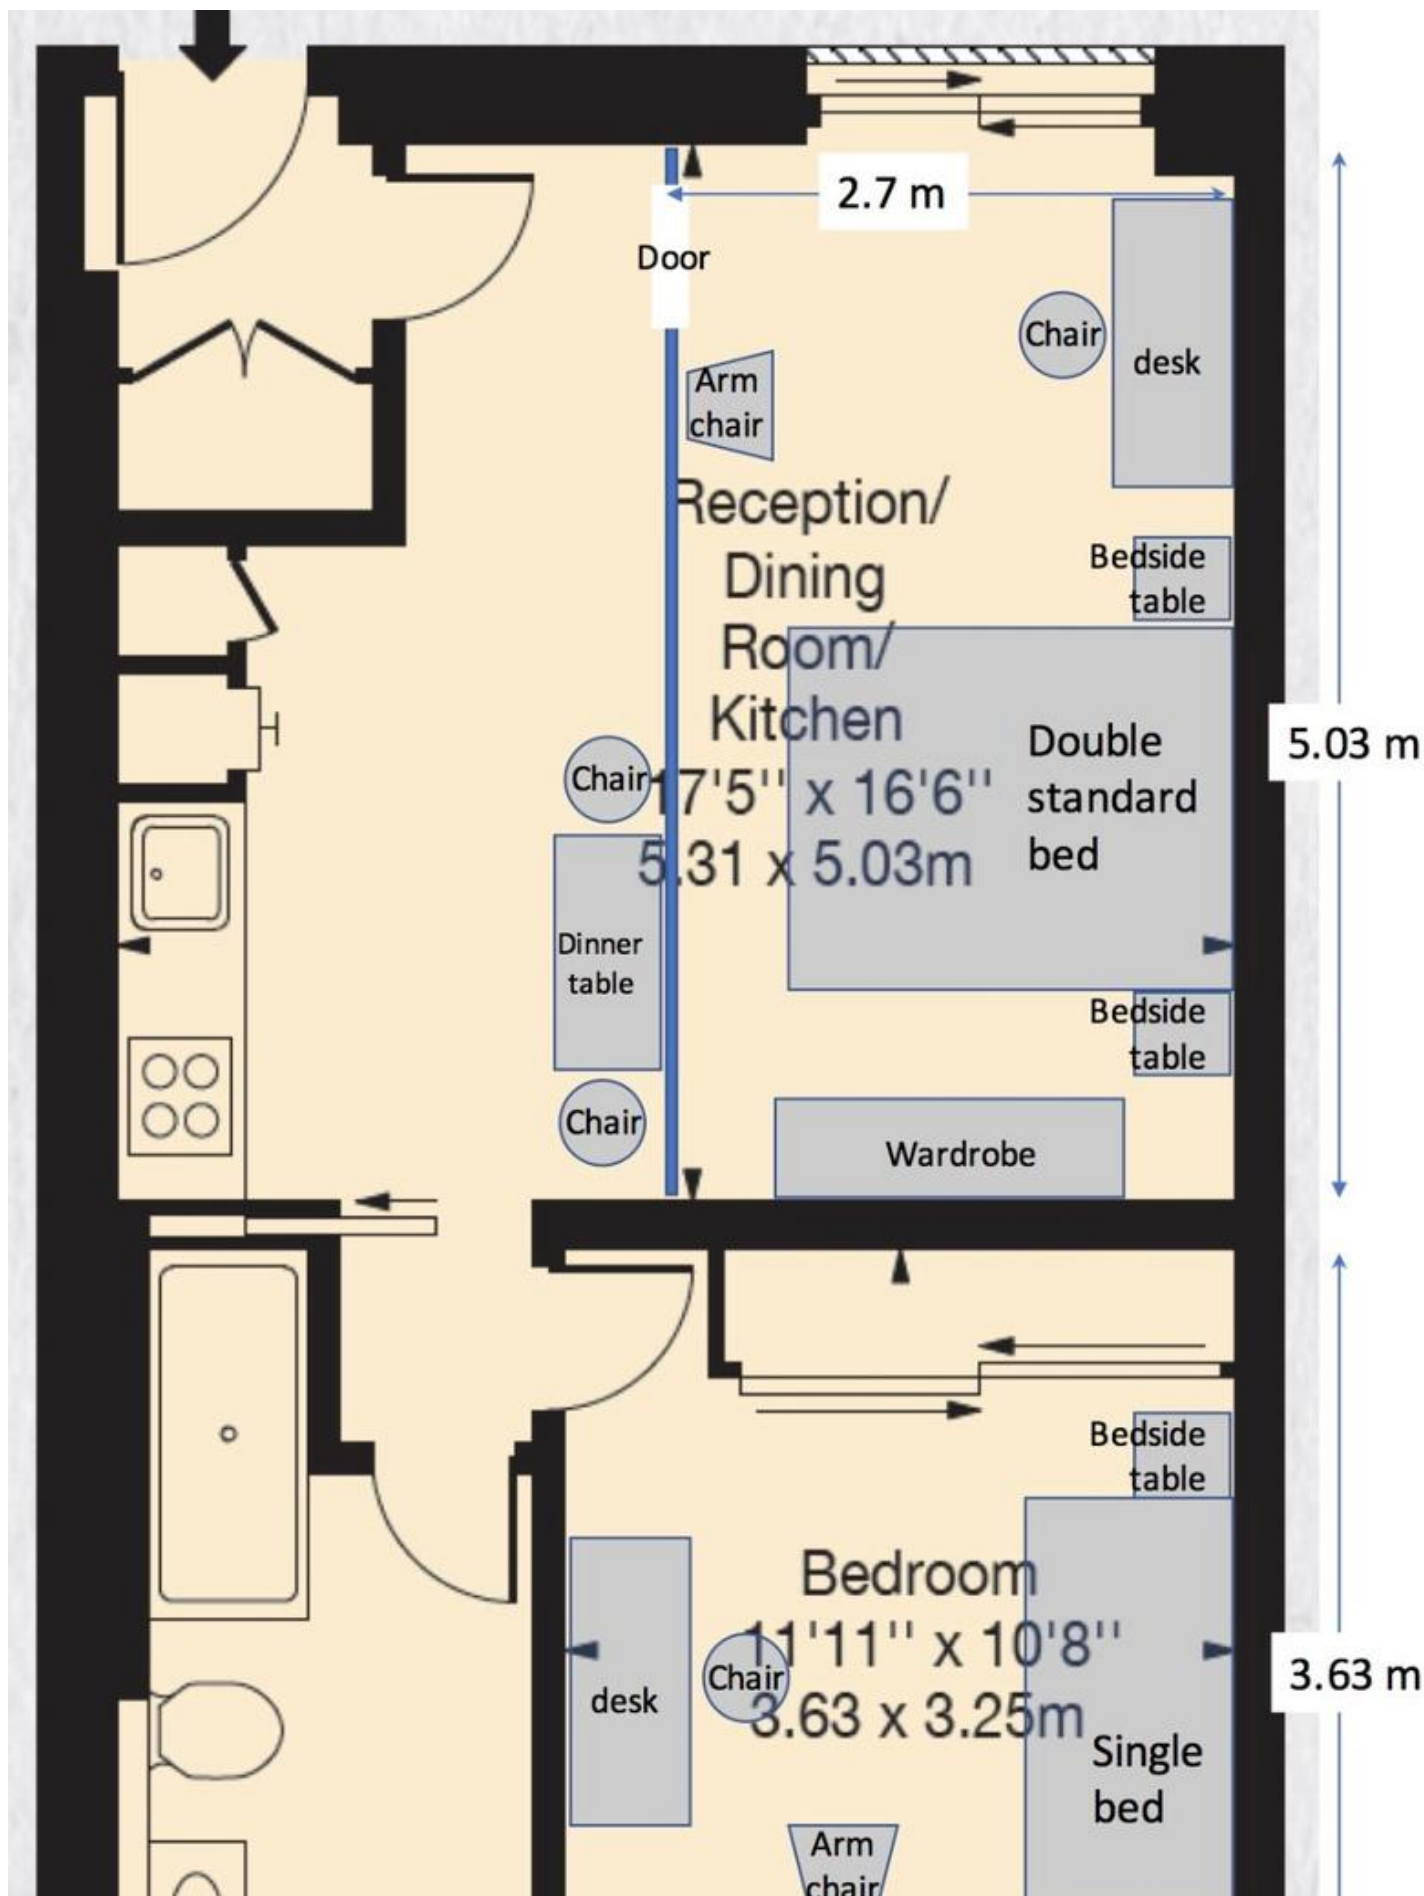 2.7 m
Door
Chair
desk
Arm
chair
Reception/
Dining
Room/
Kitchen
17'5'' x 16'6''
5.31 x 5.03m
Bedside
table
Double
standard
bed
5.03 m
Chair
Dinner
table
Chair
Bedside
table
Wardrobe
Bedside
table
Bedroom
11'11'' x 10'8''
3.63 x 3.25m
desk
Chair
3.63 m
Single
bed
Arm
chair